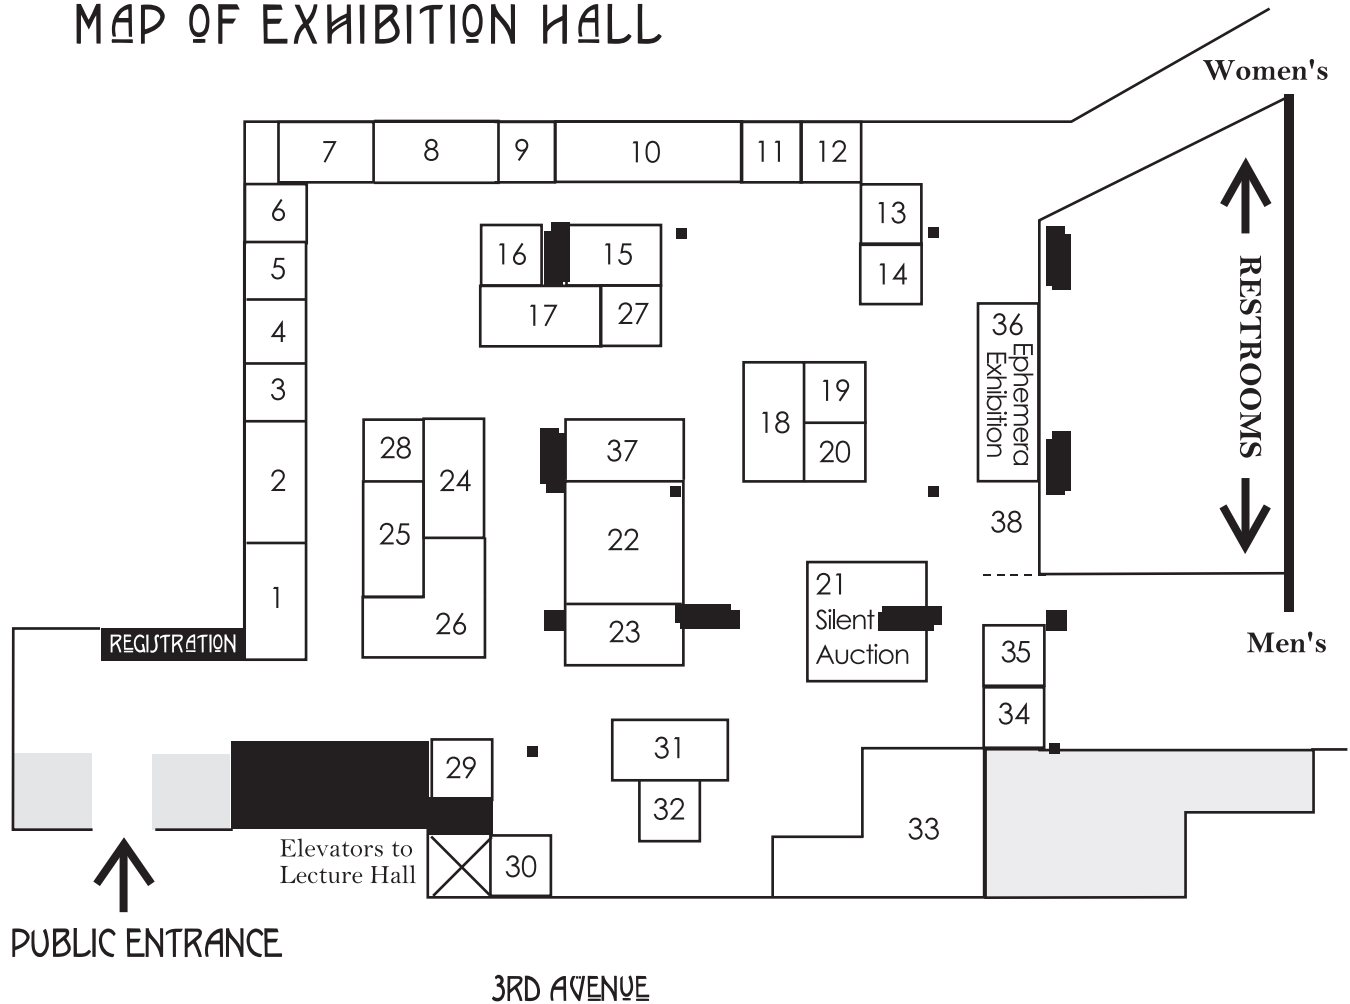 MAP OF EXHIBITION HALL
Women's
7
8
9
10
11
12
6
13
5
16
15
14
17
27
RESTROOMS
4
36
Ephemera
Exhibition
3
18
19
20
28
24
37
2
25
22
38
1
26
23
21
Silent
Auction
REGISTRATION
35
Men's
34
29
31
32
33
Elevators to
Lecture Hall
30
PUBLIC ENTRANCE
3RD AVENUE